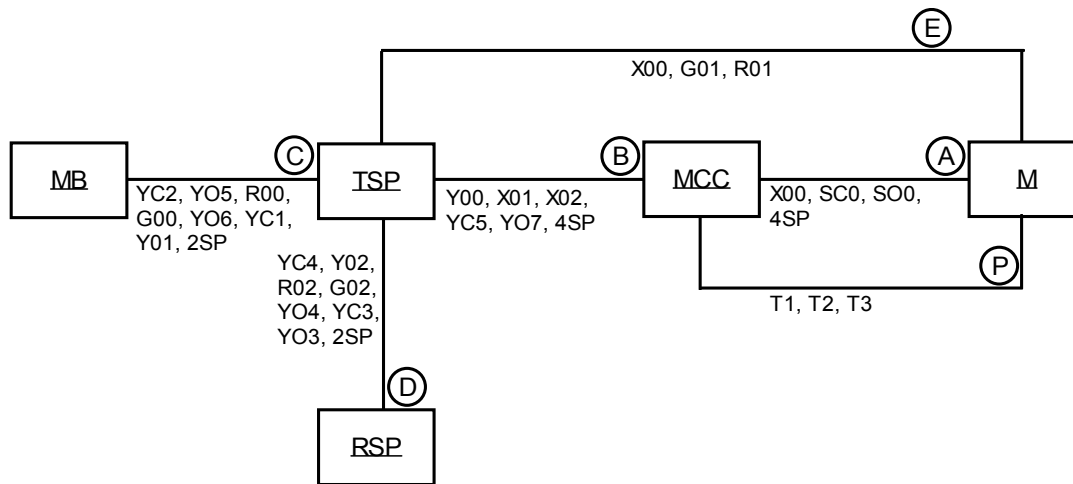 E
X00, G01, R01
MB
C
TSP
B
MCC
A
M
YC2, YO5, R00,
G00, YO6, YC1,
Y01, 2SP
Y00, X01, X02,
YC5, YO7, 4SP
X00, SC0, SO0,
4SP
YC4, Y02,
R02, G02,
YO4, YC3,
YO3, 2SP
P
T1, T2, T3
D
RSP